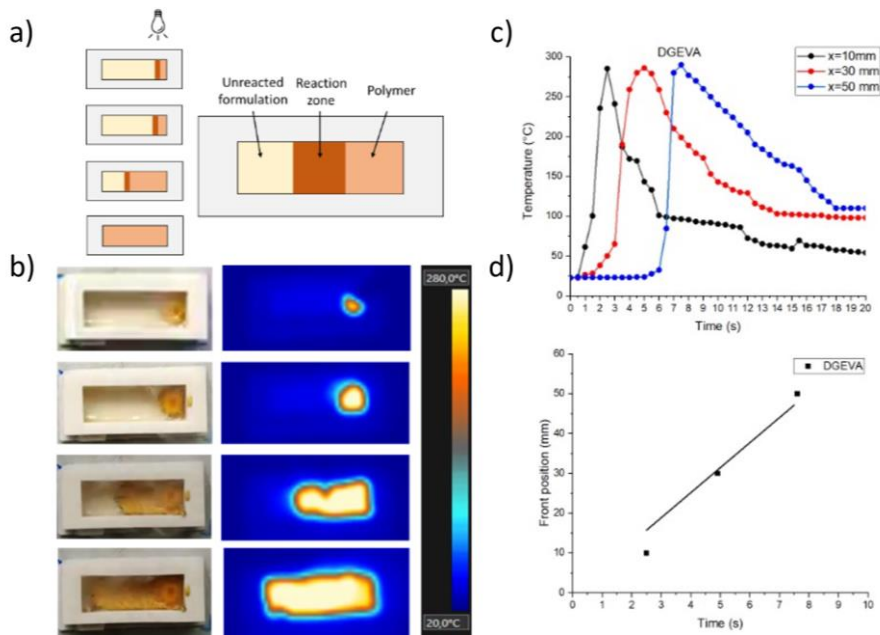 a)
Unreacted
formulation
Reaction
zone
Polymer
b)
280,0°C
20,0°C
c)
DGEVA
x=10mm
x=30 mm
x=50 mm
Temperature (°C)
300
250
200
150
100
50
0
0 1 2 3 4 5 6 7 8 9 10 11 12 13 14 15 16 17 18 19 20
Time (s)
d)
DGEVA
Front position (mm)
60
50
40
30
20
10
0
0 1 2 3 4 5 6 7 8 9 10
Time (s)